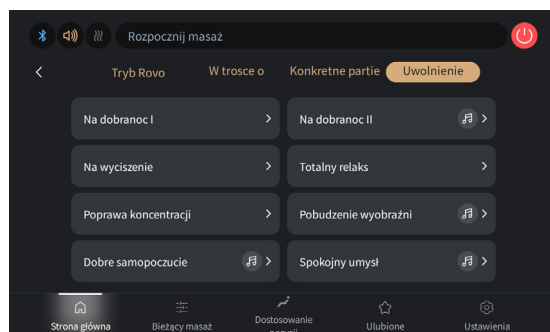 Rozpocznij masaż
Tryb Rovo
W trosce o
Konkretne partie
Uwolnienie
Na dobranoc I
Na dobranoc II
Na wyciszenie
Totalny relaks
Poprawa koncentracji
Pobudzenie wyobraźni
Dobre samopoczucie
Spokojny umysł
Strona główna
Bieżący masaż
Dostosowanie
Ulubione
Ustawienia